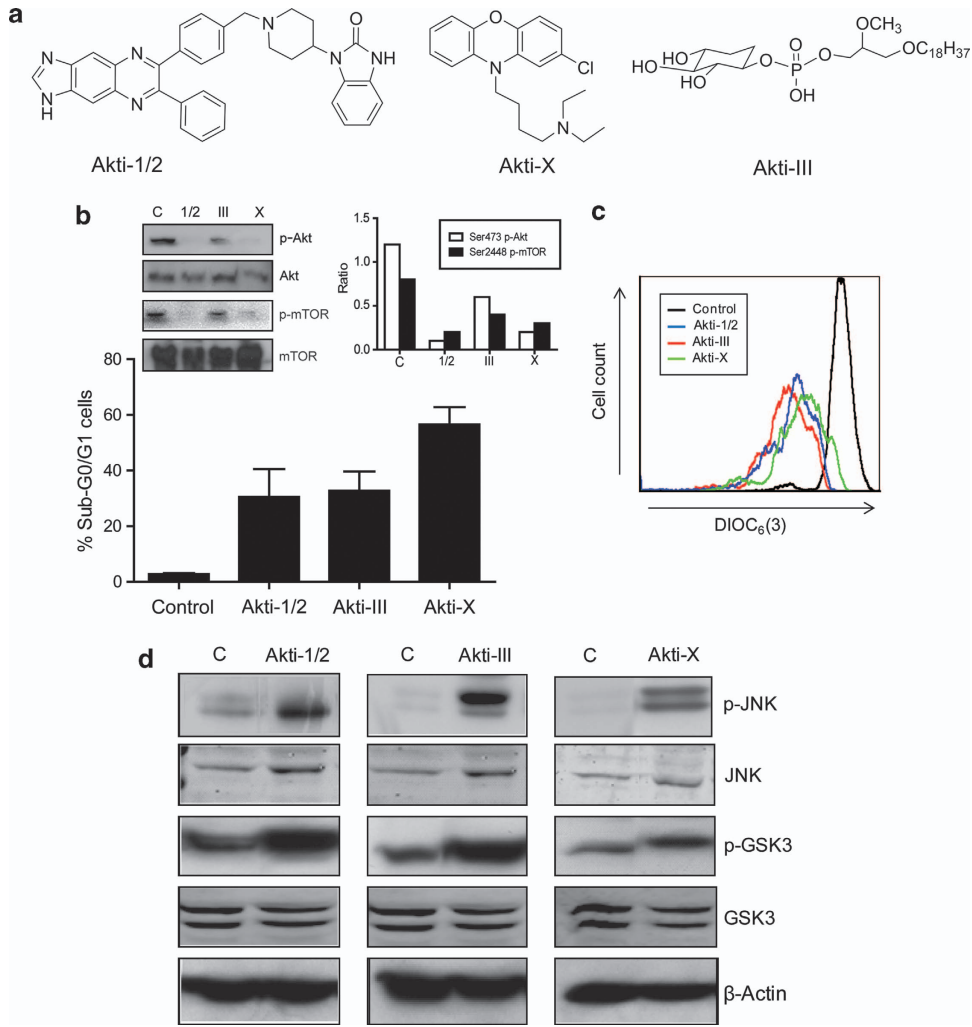 a
N
N
N
N
H
N
O
N
NH
Akti-1/2
O
N
Cl
N
Akti-X
HO
HO
HO
O
O
P
OH
O
OCH₃
OC₁₈H₃₇
Akti-III
b
C 1/2 III X
p-Akt
Akt
p-mTOR
mTOR
Ratio
1.5
1.0
0.5
0.0
Ser473 p-Akt
Ser2448 p-mTOR
C 1/2 III X
% Sub-G0/G1 cells
80
60
40
20
0
Control Akti-1/2 Akti-III Akti-X
c
Cell count
Control
Akti-1/2
Akti-III
Akti-X
DIOC₆(3)
d
C Akti-1/2 C Akti-III C Akti-X
p-JNK
JNK
p-GSK3
GSK3
β-Actin